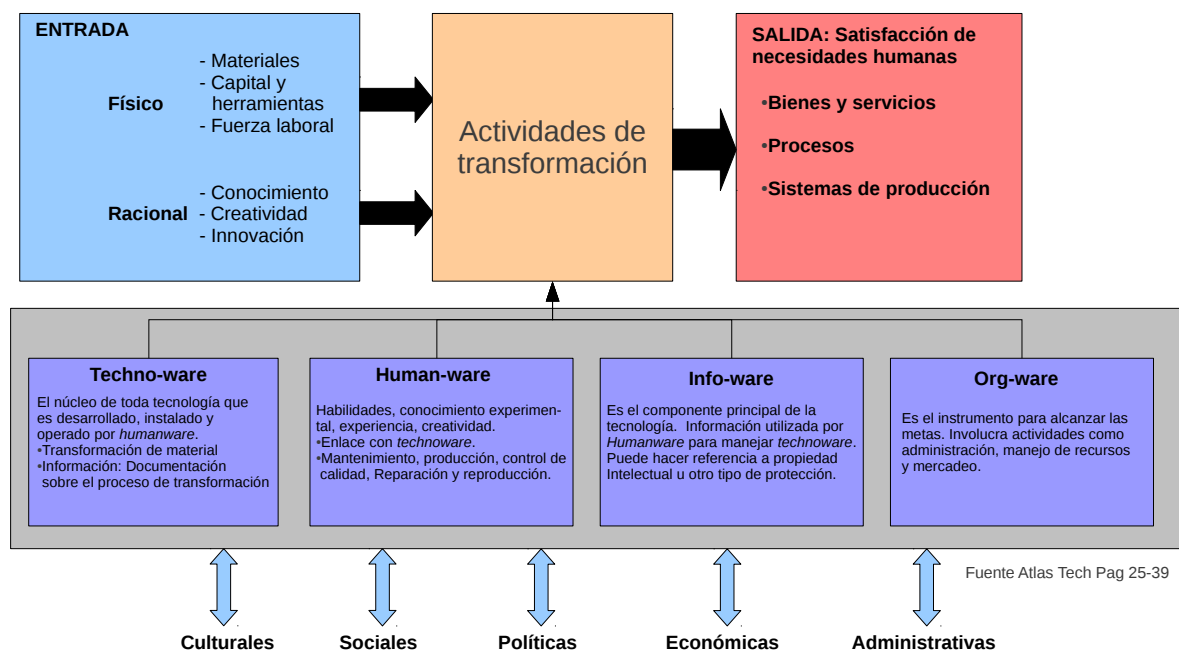 ENTRADA
Físico
- Materiales
- Capital y
herramientas
- Fuerza laboral
Racional
- Conocimiento
- Creatividad
- Innovación
Actividades de
transformación
SALIDA: Satisfacción de
necesidades humanas
•Bienes y servicios
•Procesos
•Sistemas de producción
Techno-ware
El núcleo de toda tecnología que
es desarrollado, instalado y
operado por humanware.
•Transformación de material
•Información: Documentación
sobre el proceso de transformación
Human-ware
Habilidades, conocimiento experimen-
tal, experiencia, creatividad.
•Enlace con technoware.
•Mantenimiento, producción, control de
calidad, Reparación y reproducción.
Info-ware
Es el componente principal de la
tecnología. Información utilizada por
Humanware para manejar technoware.
Puede hacer referencia a propiedad
Intelectual u otro tipo de protección.
Org-ware
Es el instrumento para alcanzar las
metas. Involucra actividades como
administración, manejo de recursos
y mercadeo.
Fuente Atlas Tech Pag 25-39
Culturales
Sociales
Políticas
Económicas
Administrativas